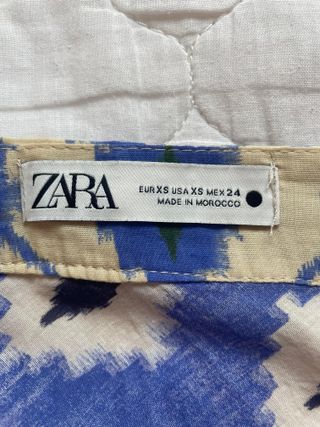 ZARA
EUR XS USA XS MEX 24
MADE IN MOROCCO